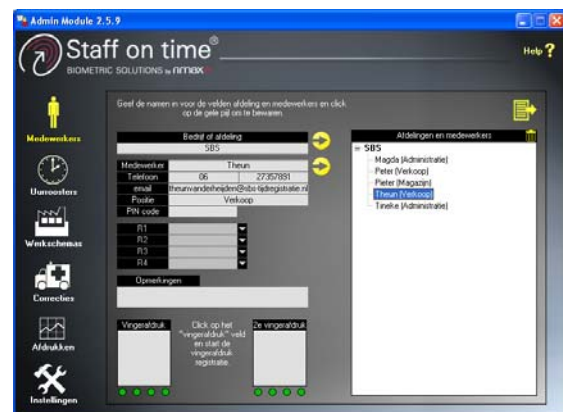 Admin Module 2.5.9
Staff on time®
BIOMETRIC SOLUTIONS by nmax
Help ?
Geef de namen in voor de velden afdeling en medewerkers en click
op de gele pijl om te bewaren.
Medewerkers
Uurroosters
Werkschemas
Correcties
Afdrukken
Instellingen
Bedrijf of afdeling
SBS
Medewerker Theun
Telefoon 06 27357891
email theunvanderheijden@sbs-tijdregistratie.nl
Positie Verkoop
PIN code
R1
R2
R3
R4
Opmerkingen
Vingerafdruk
Click op het
"vingerafdruk" veld
en start de
vingerafdruk
registratie.
2e vingerafdruk
Afdelingen en medewerkers
SBS
Magda (Administratie)
Peter (Verkoop)
Pieter (Magazijn)
Theun (Verkoop)
Tineke (Administratie)